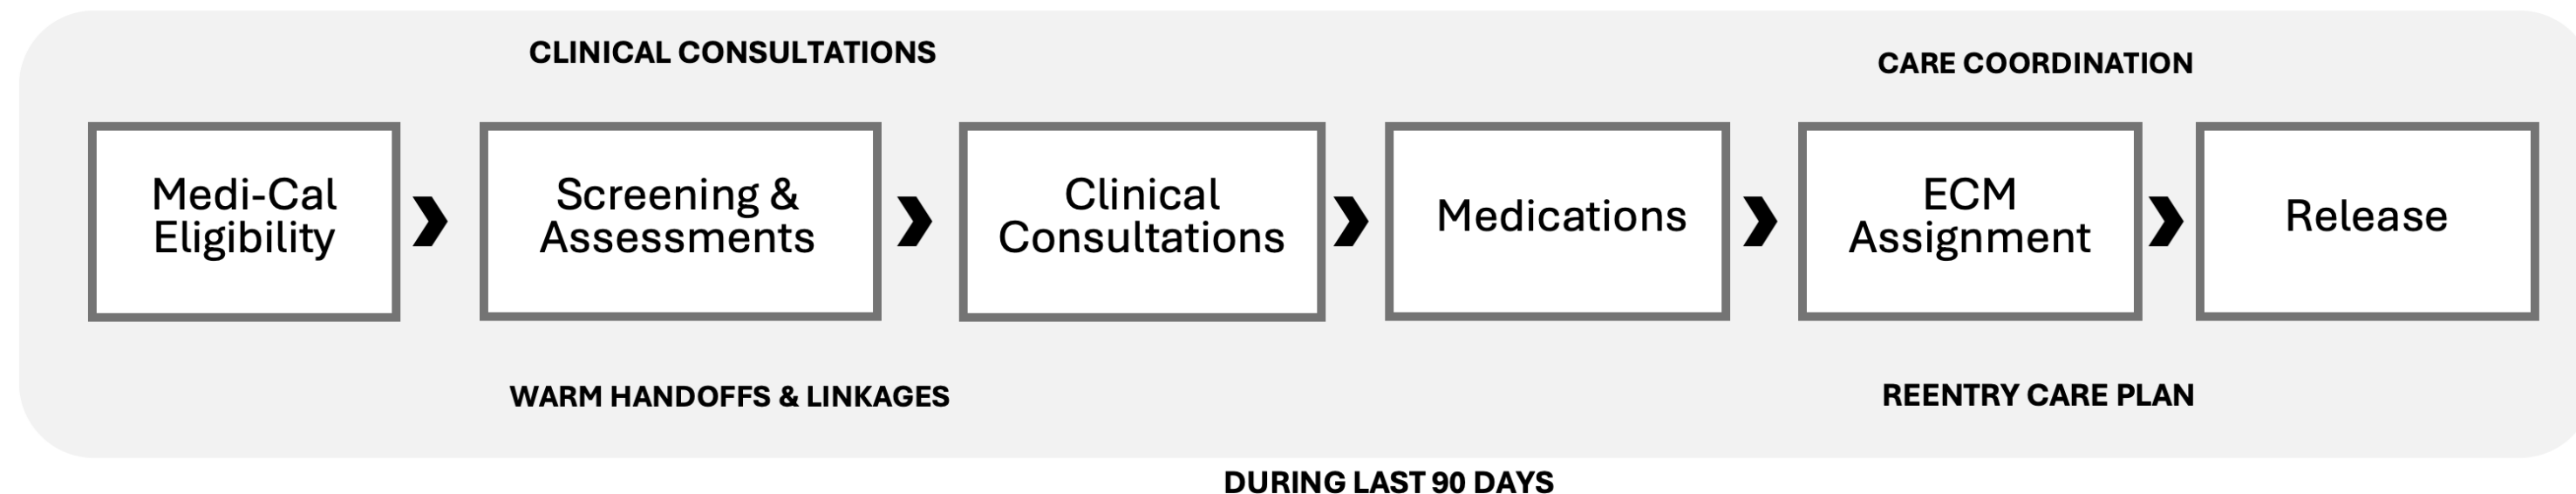 CLINICAL CONSULTATIONS
CARE COORDINATION
Medi-Cal
Eligibility
Screening &
Assessments
Clinical
Consultations
Medications
ECM
Assignment
Release
WARM HANDOFFS & LINKAGES
REENTRY CARE PLAN
DURING LAST 90 DAYS